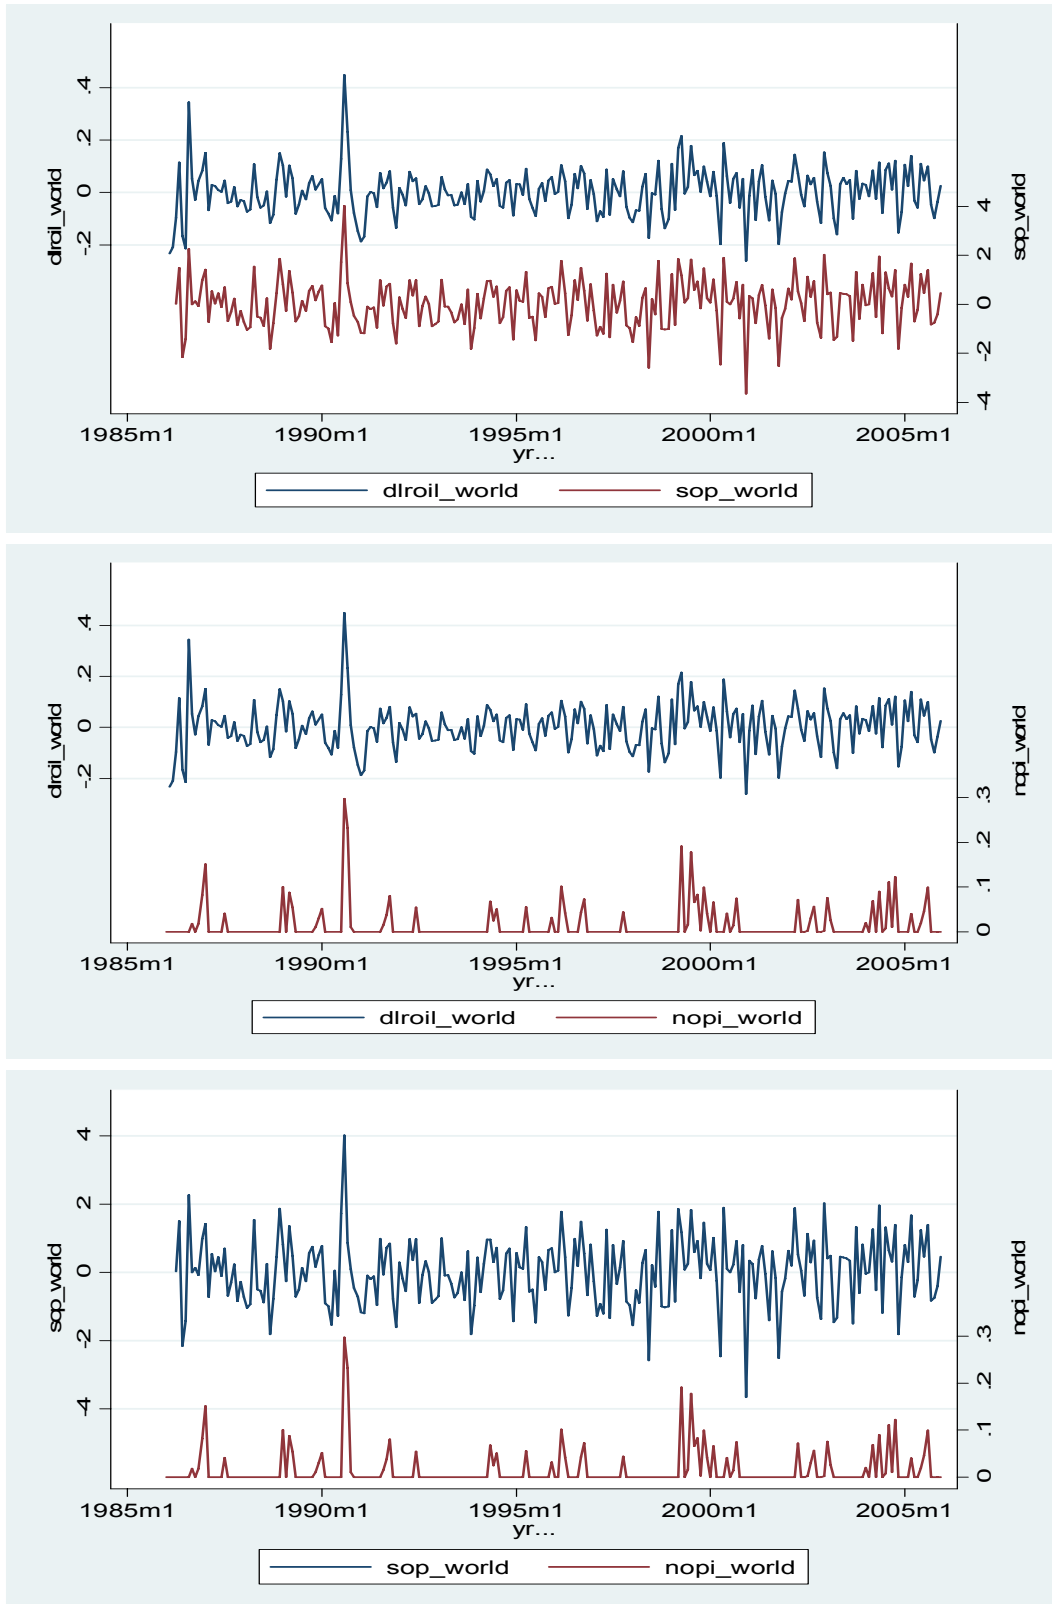 dlroil_world
.4
.2
0
-.2
sop_world
4
2
0
-2
-4
1985m1 1990m1 1995m1 2000m1 2005m1
yr...
dlroil_world sop_world
dlroil_world
.4
.2
0
-.2
nopi_world
.3
.2
.1
0
1985m1 1990m1 1995m1 2000m1 2005m1
yr...
dlroil_world nopi_world
sop_world
4
2
0
-2
-4
nopi_world
.3
.2
.1
0
1985m1 1990m1 1995m1 2000m1 2005m1
yr...
sop_world nopi_world